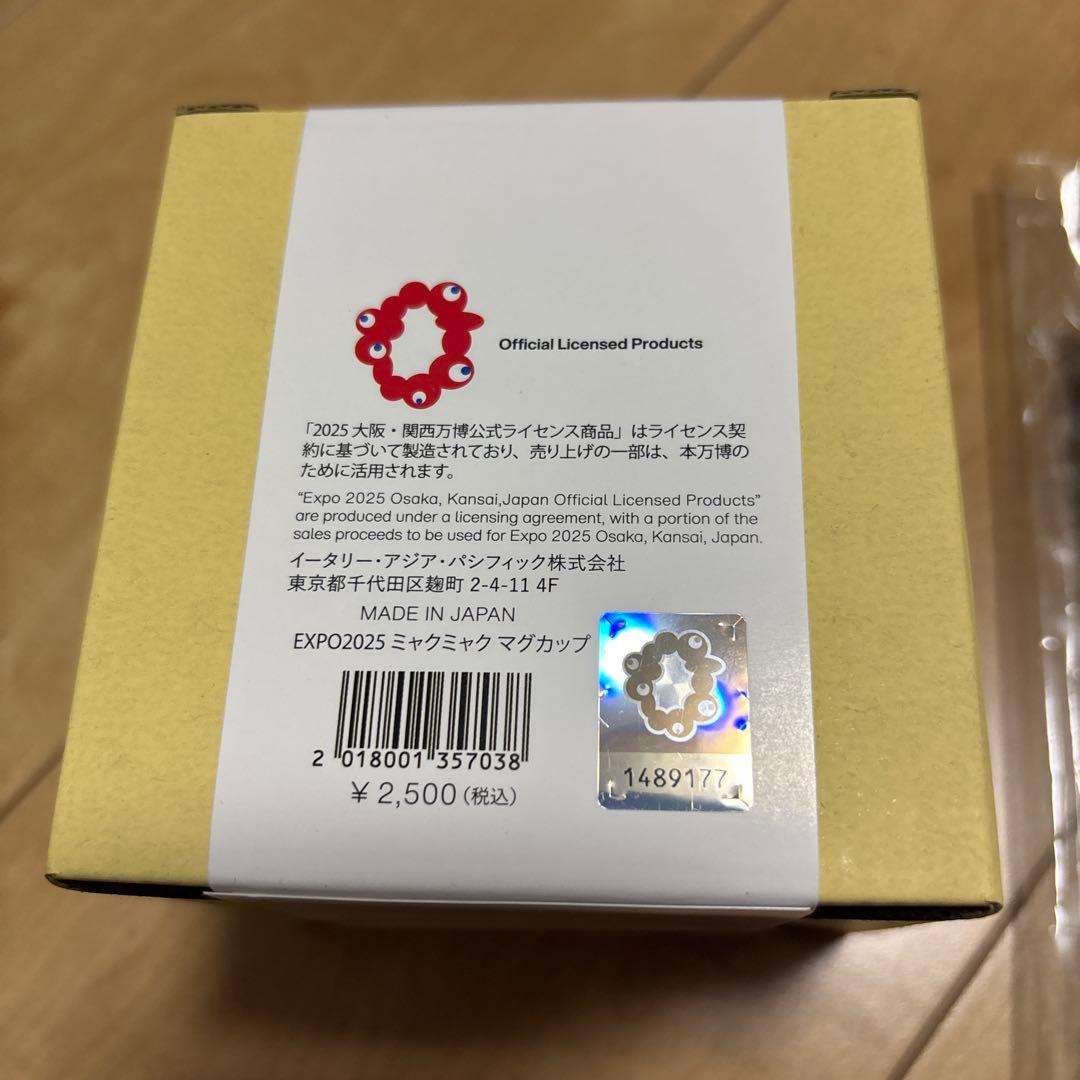 Official Licensed Products
「2025 大阪・関西万博公式ライセンス商品」はライセンス契
約に基づいて製造されており、売り上げの一部は、本万博の
ために活用されます。
“Expo 2025 Osaka, Kansai,Japan Official Licensed Products”
are produced under a licensing agreement, with a portion of the
sales proceeds to be used for Expo 2025 Osaka, Kansai, Japan.
イータリー・アジア・パシフィック株式会社
東京都千代田区麹町 2-4-11 4F
MADE IN JAPAN
EXPO2025 ミャクミャク マグカップ
2 018001 357038
¥ 2,500 (税込)
1489177